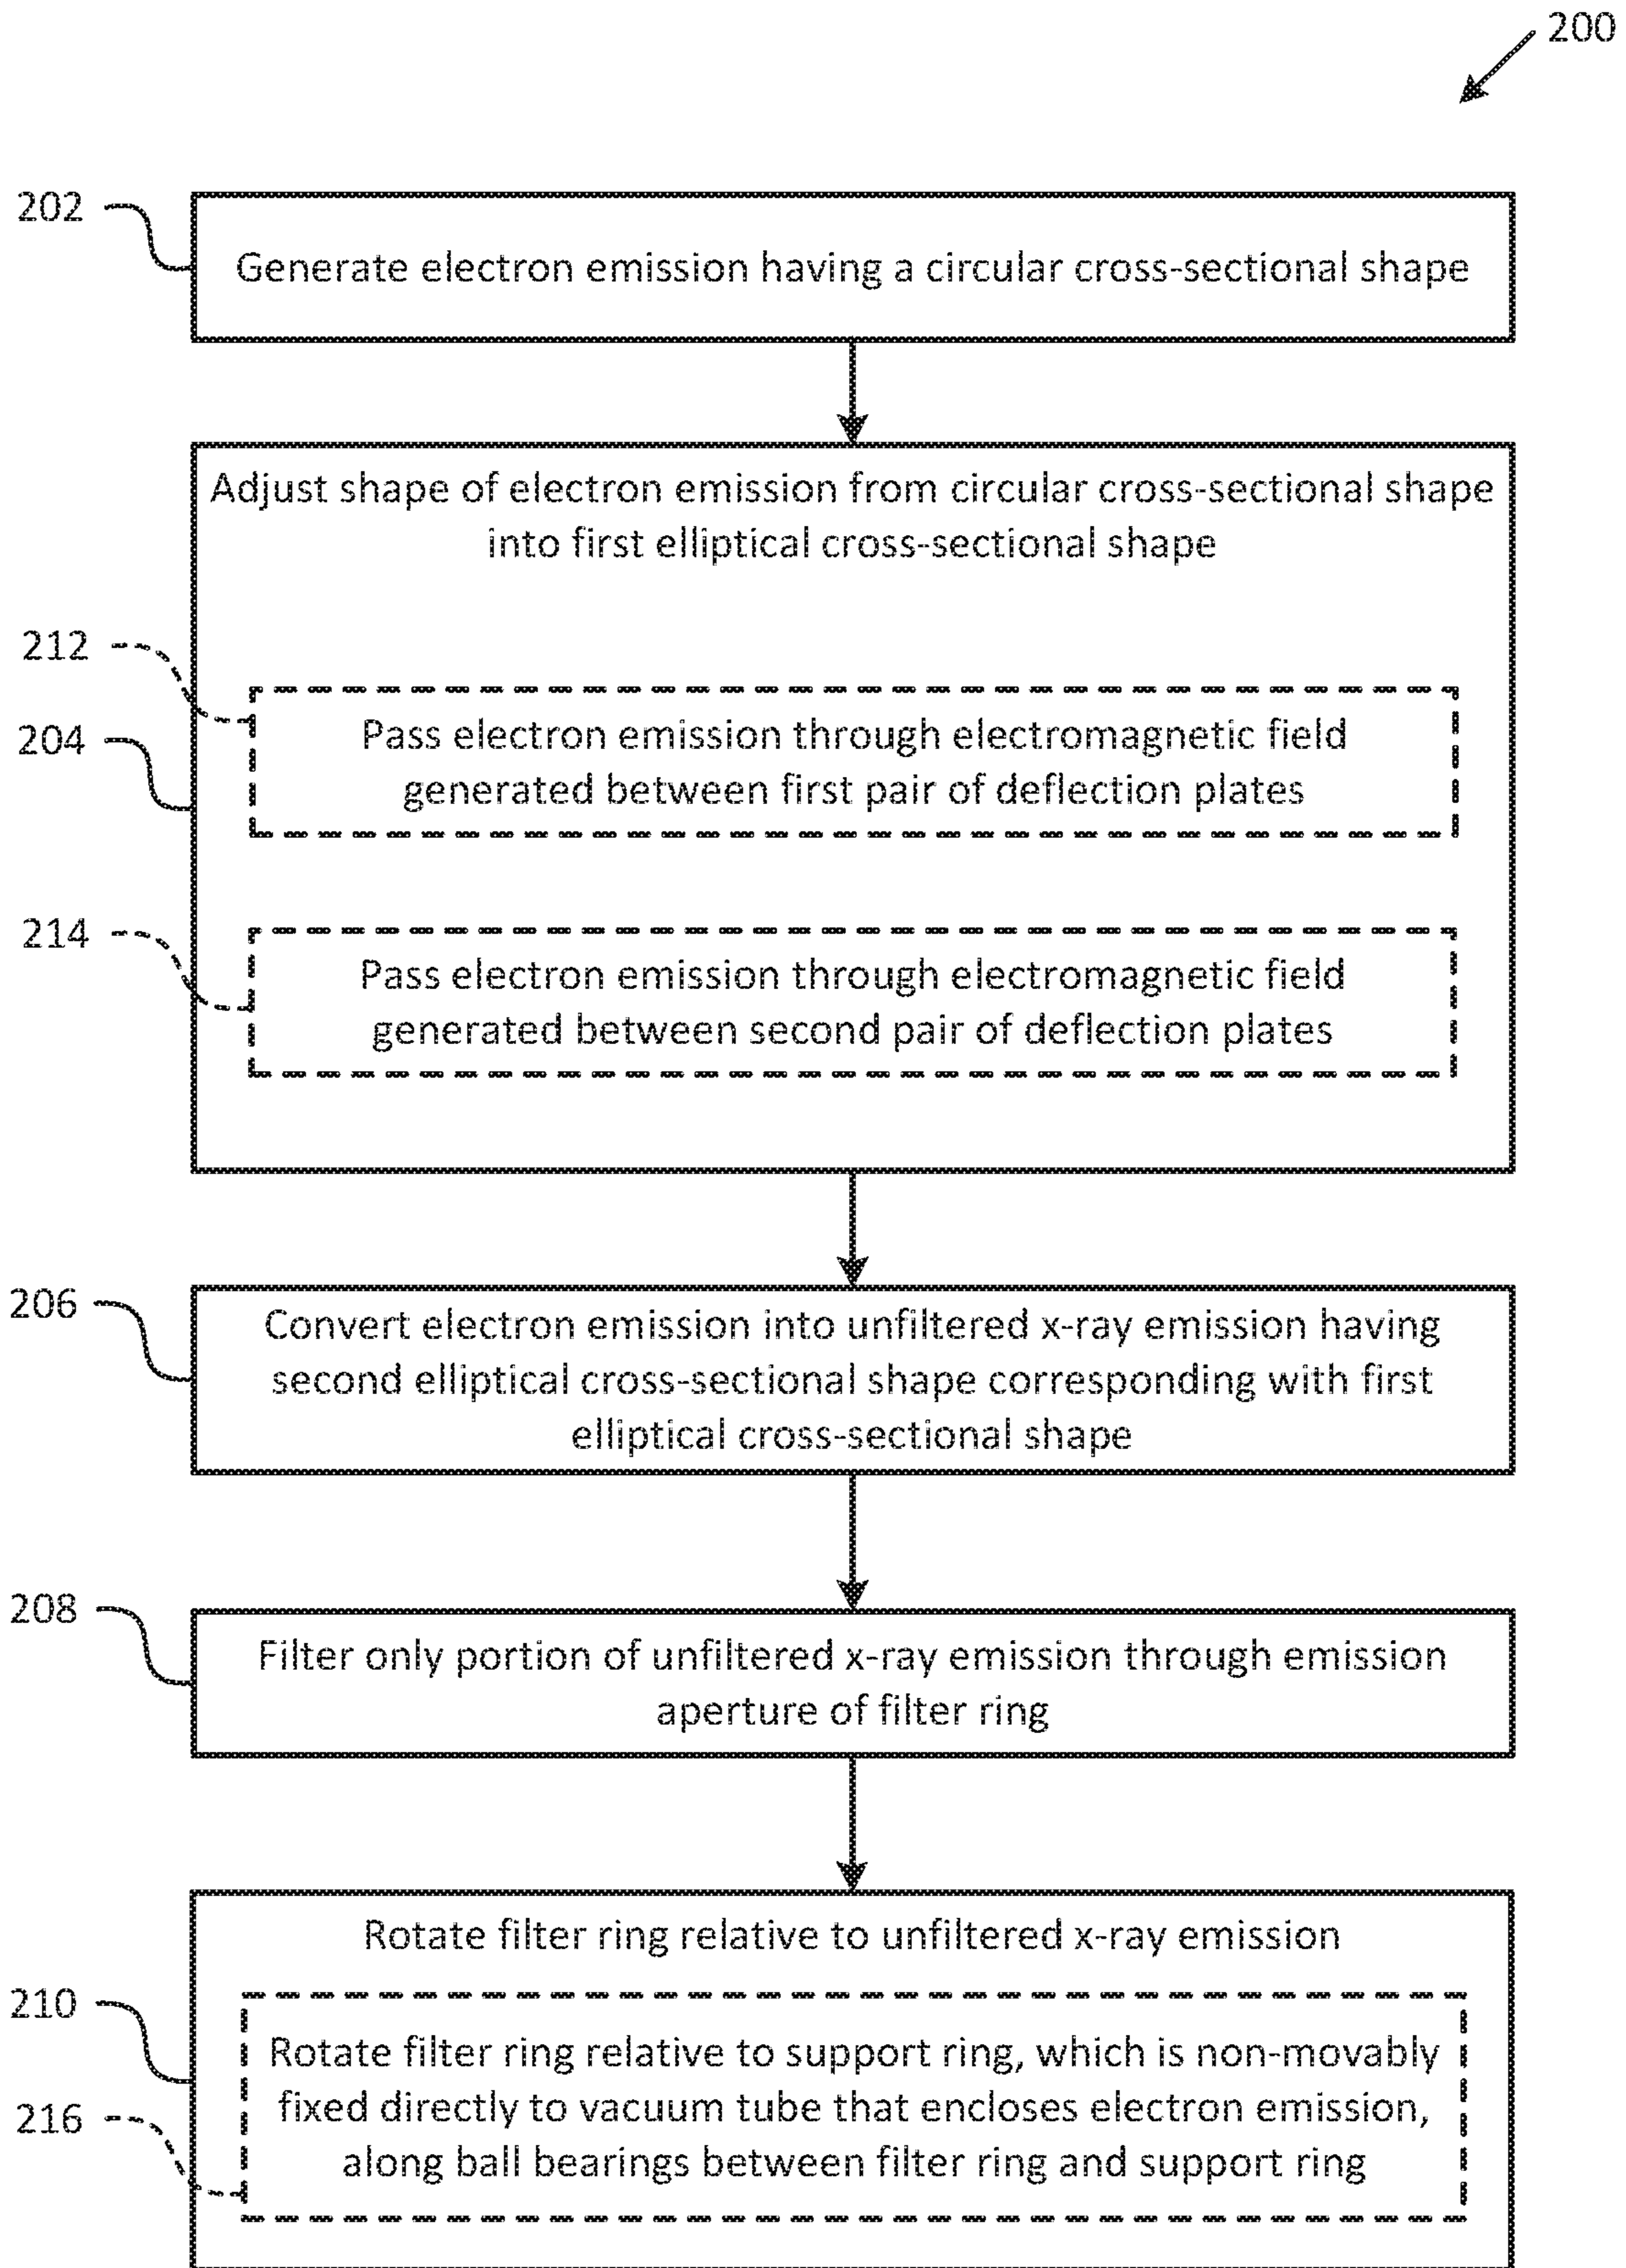 200
202
Generate electron emission having a circular cross-sectional shape
Adjust shape of electron emission from circular cross-sectional shape
into first elliptical cross-sectional shape
212
204
Pass electron emission through electromagnetic field
generated between first pair of deflection plates
214
Pass electron emission through electromagnetic field
generated between second pair of deflection plates
206
Convert electron emission into unfiltered x-ray emission having
second elliptical cross-sectional shape corresponding with first
elliptical cross-sectional shape
208
Filter only portion of unfiltered x-ray emission through emission
aperture of filter ring
Rotate filter ring relative to unfiltered x-ray emission
210
216
Rotate filter ring relative to support ring, which is non-movably
fixed directly to vacuum tube that encloses electron emission,
along ball bearings between filter ring and support ring